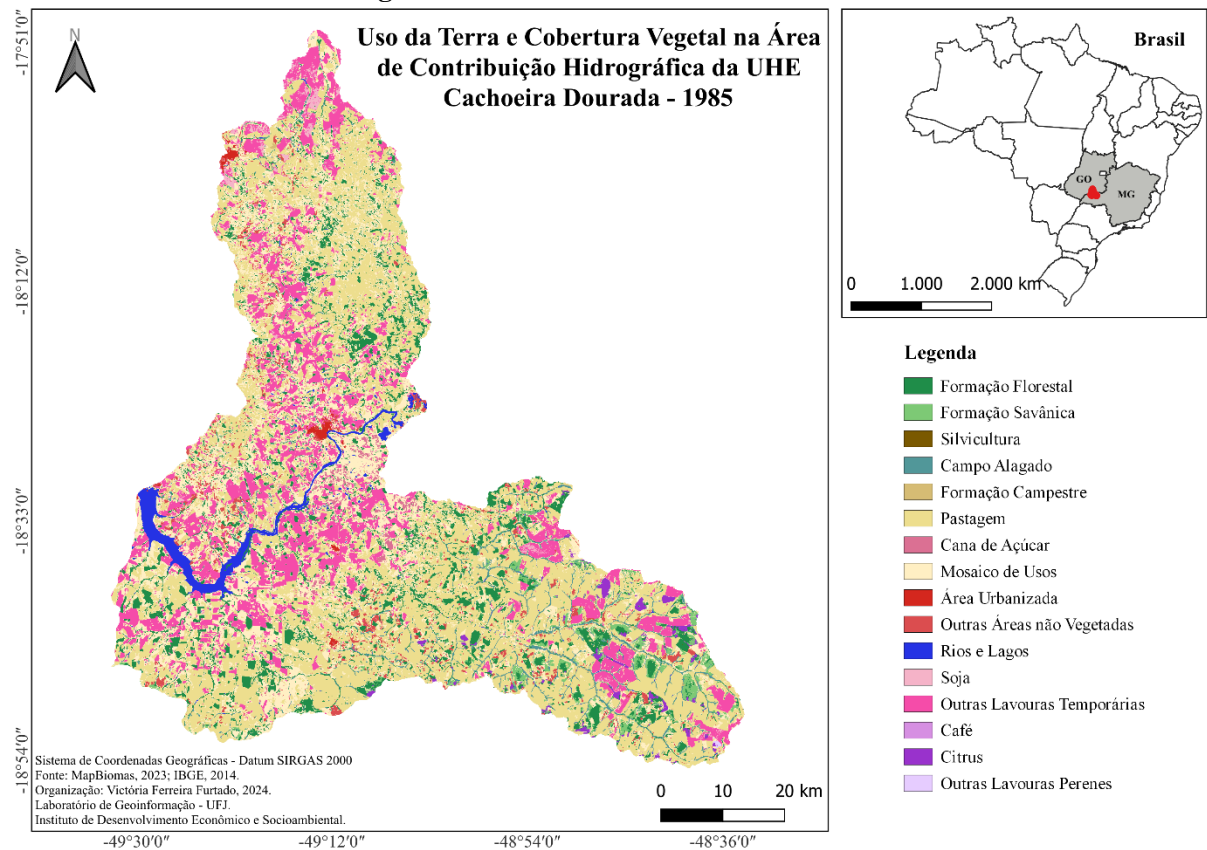 N
Uso da Terra e Cobertura Vegetal na Área
de Contribuição Hidrográfica da UHE
Cachoeira Dourada - 1985
-17°51'0"
-18°12'0"
-18°33'0"
-18°54'0"
Sistema de Coordenadas Geográficas - Datum SIRGAS 2000
Fonte: MapBiomas, 2023; IBGE, 2014.
Organização: Victória Ferreira Furtado, 2024.
Laboratório de Geoinformação - UFJ.
Instituto de Desenvolvimento Econômico e Socioambiental.
0 10 20 km
-49°30'0" -49°12'0" -48°54'0" -48°36'0"
Brasil
GO
MG
0 1.000 2.000 km
Legenda
Formação Florestal
Formação Savânica
Silvicultura
Campo Alagado
Formação Campestre
Pastagem
Cana de Açúcar
Mosaico de Usos
Área Urbanizada
Outras Áreas não Vegetadas
Rios e Lagos
Soja
Outras Lavouras Temporárias
Café
Citrus
Outras Lavouras Perenes